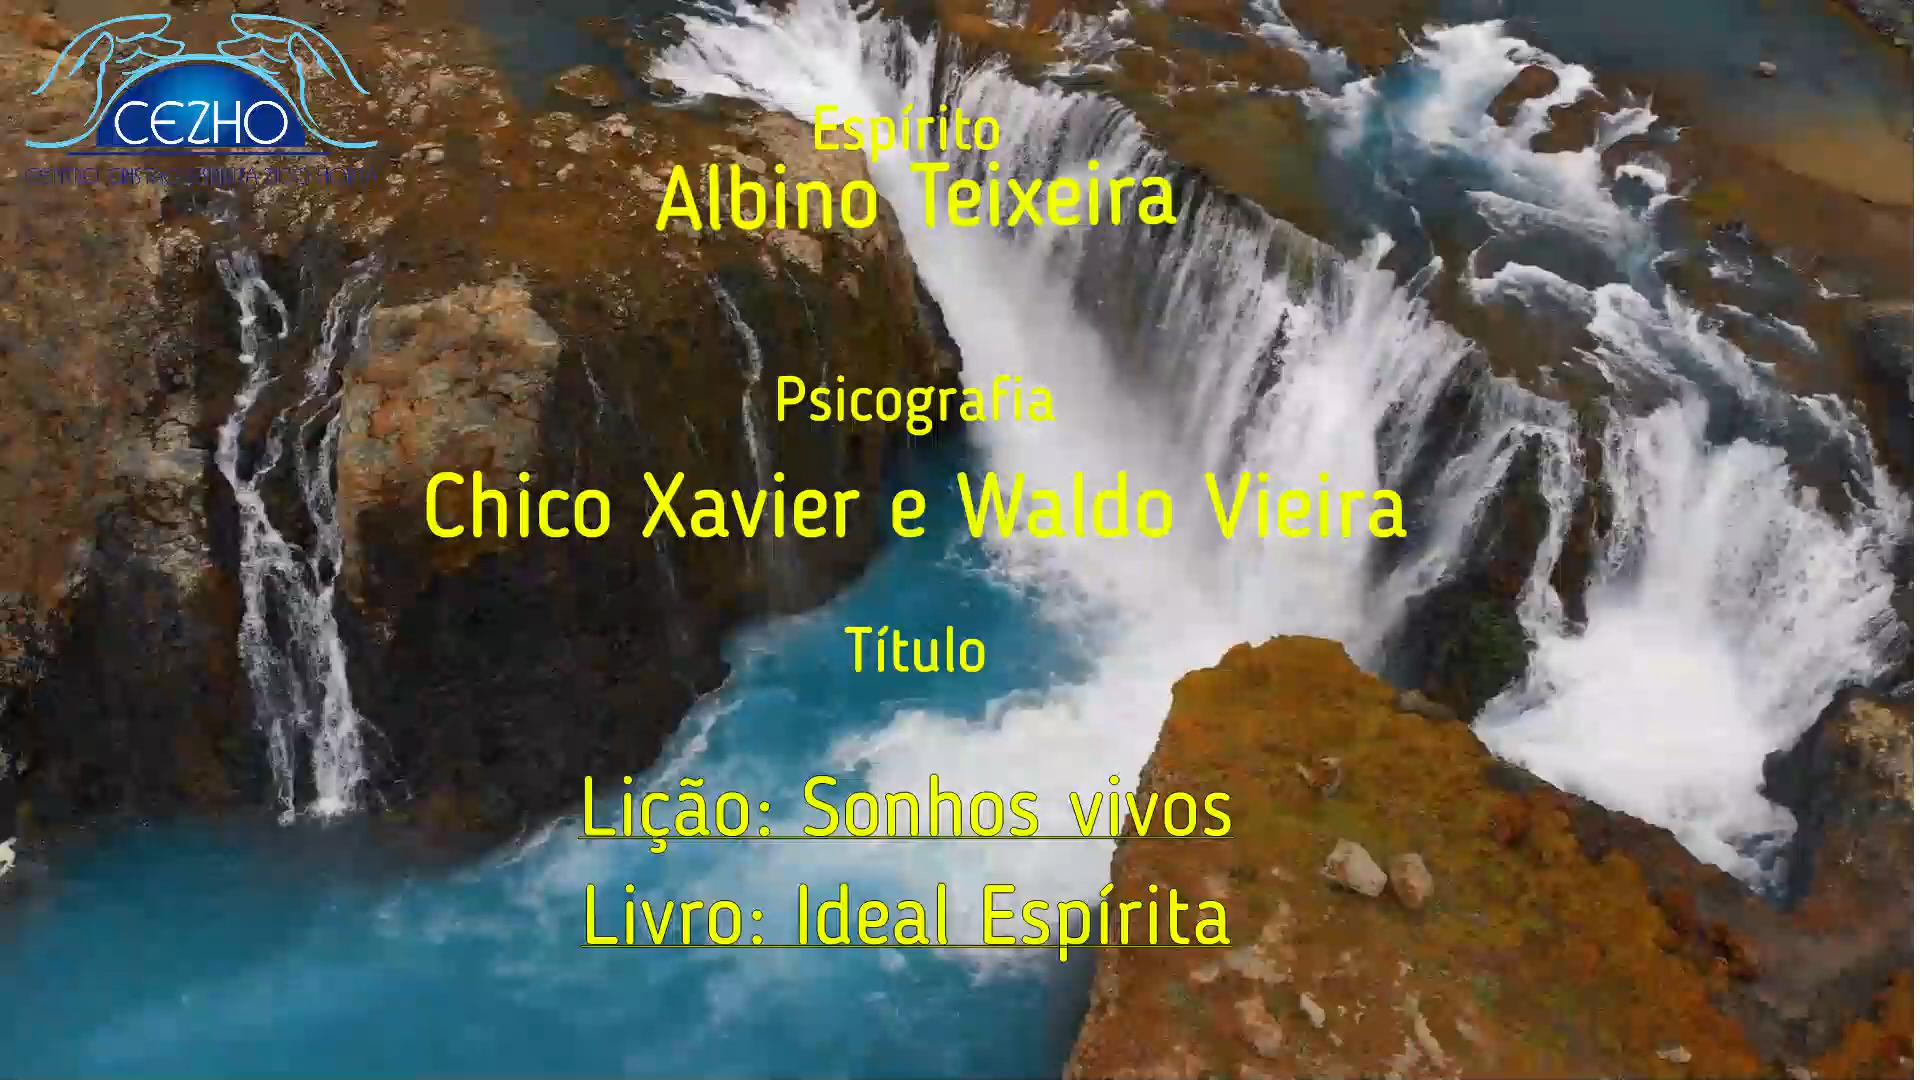 CEZHO
Espírito
Albino Teixeira
Psicografia
Chico Xavier e Waldo Vieira
Título
Lição: Sonhos vivos
Livro: Ideal Espírita